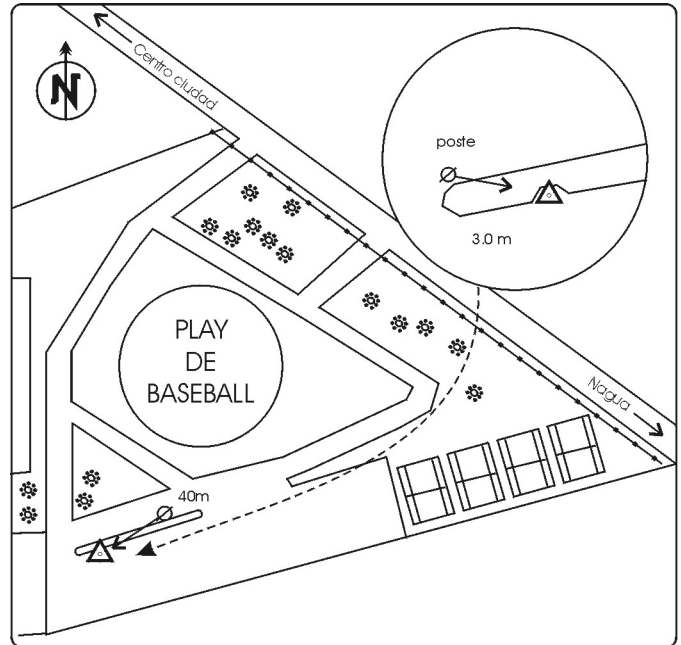 Centro ciudad
N
poste
3.0 m
PLAY
DE
BASEBALL
Nagua
40m